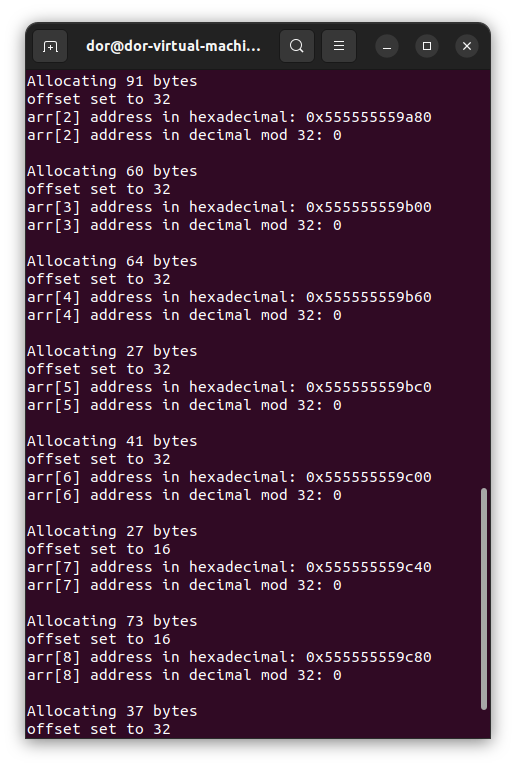 dor@dor-virtual-machi...
Allocating 91 bytes
offset set to 32
arr[2] address in hexadecimal: 0x555555559a80
arr[2] address in decimal mod 32: 0
Allocating 60 bytes
offset set to 32
arr[3] address in hexadecimal: 0x555555559b00
arr[3] address in decimal mod 32: 0
Allocating 64 bytes
offset set to 32
arr[4] address in hexadecimal: 0x555555559b60
arr[4] address in decimal mod 32: 0
Allocating 27 bytes
offset set to 32
arr[5] address in hexadecimal: 0x555555559bc0
arr[5] address in decimal mod 32: 0
Allocating 41 bytes
offset set to 32
arr[6] address in hexadecimal: 0x555555559c00
arr[6] address in decimal mod 32: 0
Allocating 27 bytes
offset set to 16
arr[7] address in hexadecimal: 0x555555559c40
arr[7] address in decimal mod 32: 0
Allocating 73 bytes
offset set to 16
arr[8] address in hexadecimal: 0x555555559c80
arr[8] address in decimal mod 32: 0
Allocating 37 bytes
offset set to 32